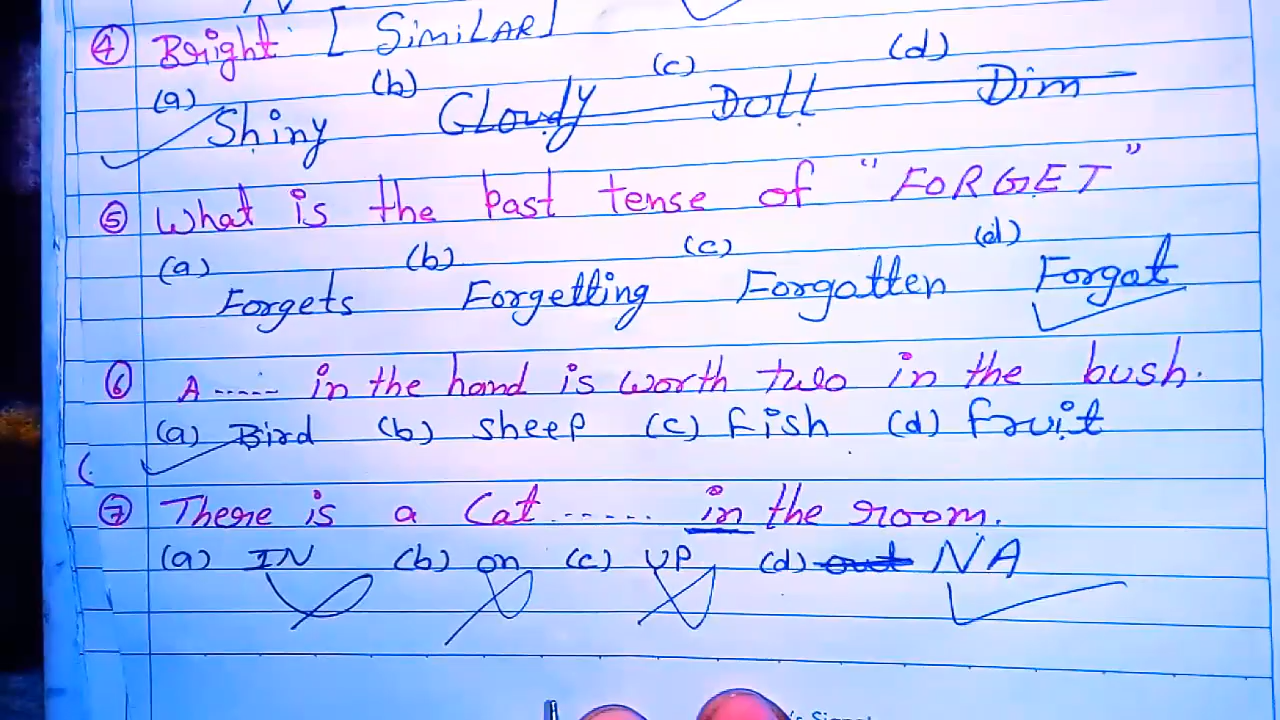 ④ Bright [SimiLAR]
(a) Shiny (b) CLoudy (c) Dull (d) Dim
⑤ What is the Past tense of "FORGET"
(a) Forgets (b) Forgetting (c) Forgotten (d) Forgot
⑥ A ...... in the hand is worth two in the bush.
(a) Bird (b) sheep (c) Fish (d) fruit
(
⑦ There is a Cat ...... in the room.
(a) IN (b) on (c) UP (d) out NA